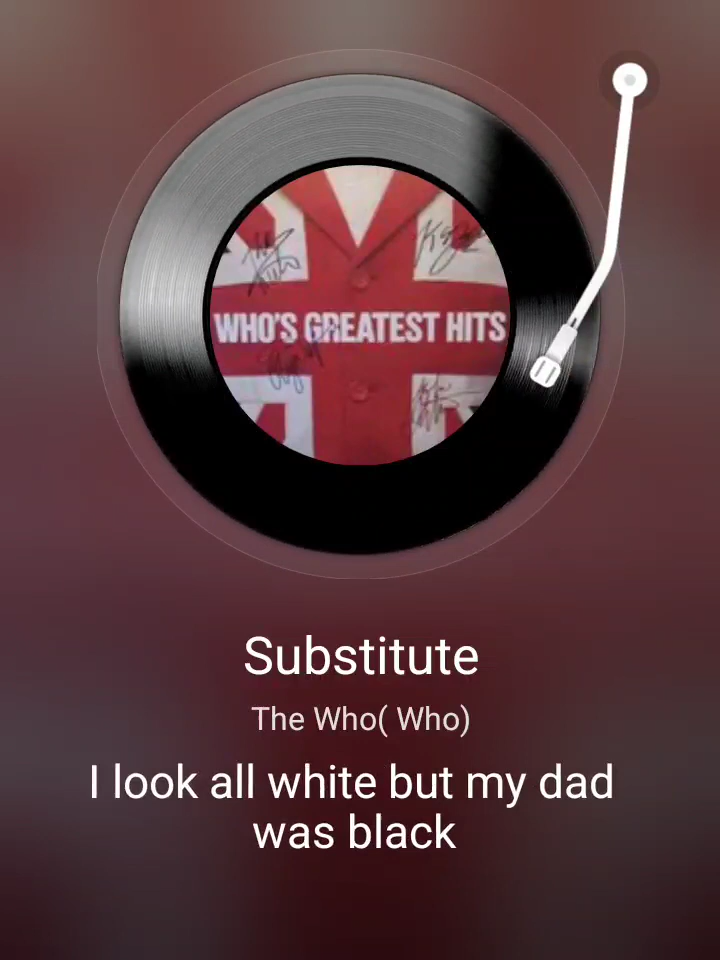 WHO'S GREATEST HITS
Substitute
The Who( Who)
I look all white but my dad
was black